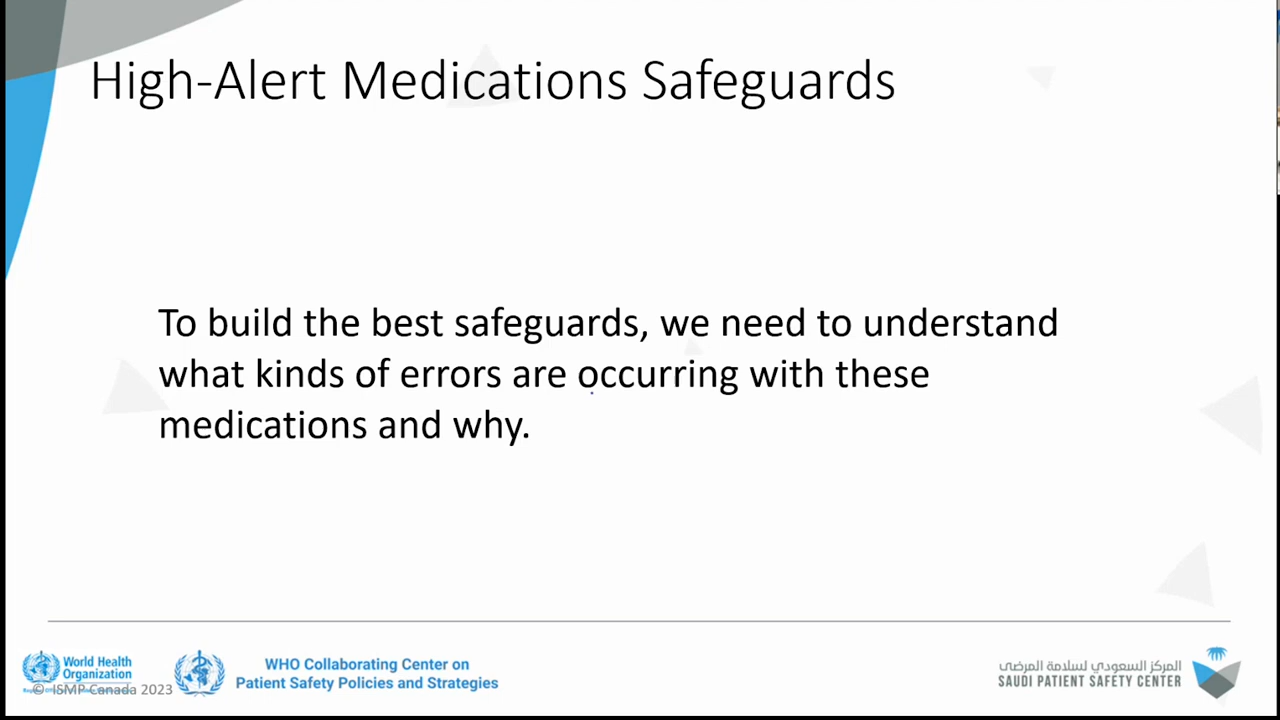 High-Alert Medications Safeguards
To build the best safeguards, we need to understand
what kinds of errors are occurring with these
medications and why.
World Health
Organization
© ISMP Canada 2023
WHO Collaborating Center on
Patient Safety Policies and Strategies
المركز السعودي لسلامة المرضى
SAUDI PATIENT SAFETY CENTER